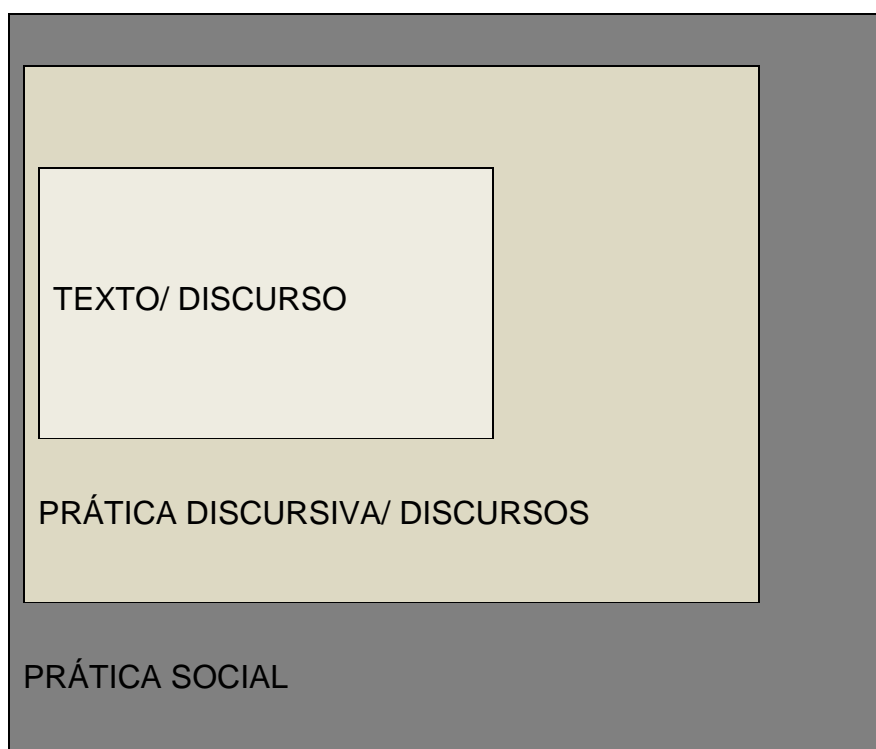 TEXTO/ DISCURSO
PRÁTICA DISCURSIVA/ DISCURSOS
PRÁTICA SOCIAL